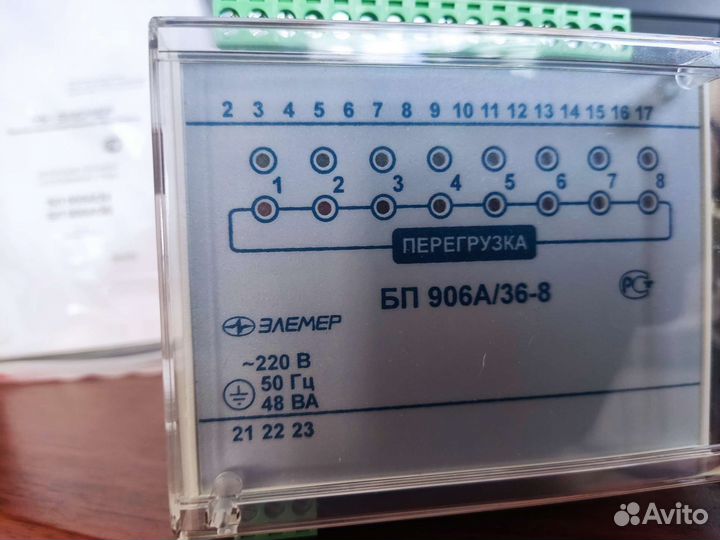 2 3 4 5 6 7 8 9 10 11 12 13 14 15 16 17
1 2 3 4 5 6 7 8
ПЕРЕГРУЗКА
БП 906А/36-8
РСТ
ЭЛЕМЕР
~220 В
50 Гц
48 ВА
21 22 23
Avito